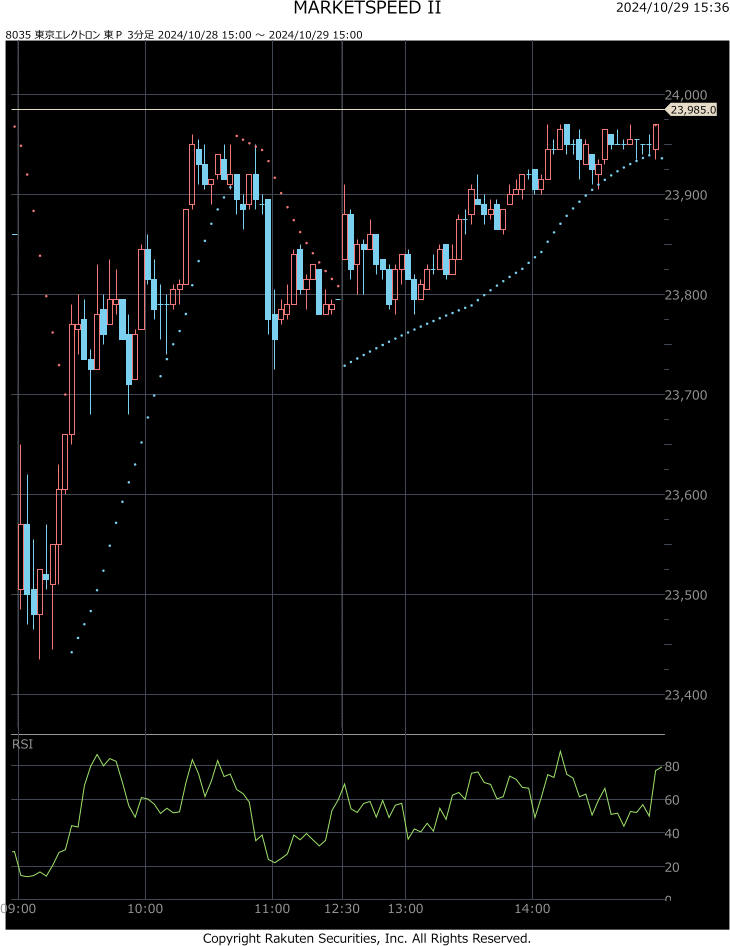 MARKETSPEED II
2024/10/29 15:36
8035 東京エレクトロン 東P 3分足 2024/10/28 15:00 ～ 2024/10/29 15:00
24,000
23,985.0
23,900
23,800
23,700
23,600
23,500
23,400
RSI
80
60
40
20
0
09:00 10:00 11:00 12:30 13:00 14:00
Copyright Rakuten Securities, Inc. All Rights Reserved.